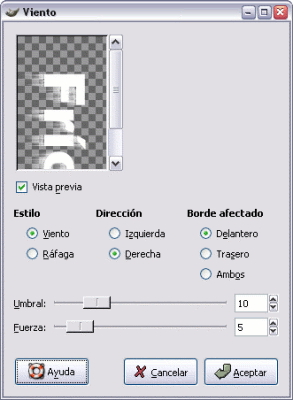 Viento
Frío
Vista previa
Estilo Dirección Borde afectado
Viento Izquierda Delantero
Ráfaga Derecha Trasero
Ambos
Umbral: 10
Fuerza: 5
Ayuda Cancelar Aceptar